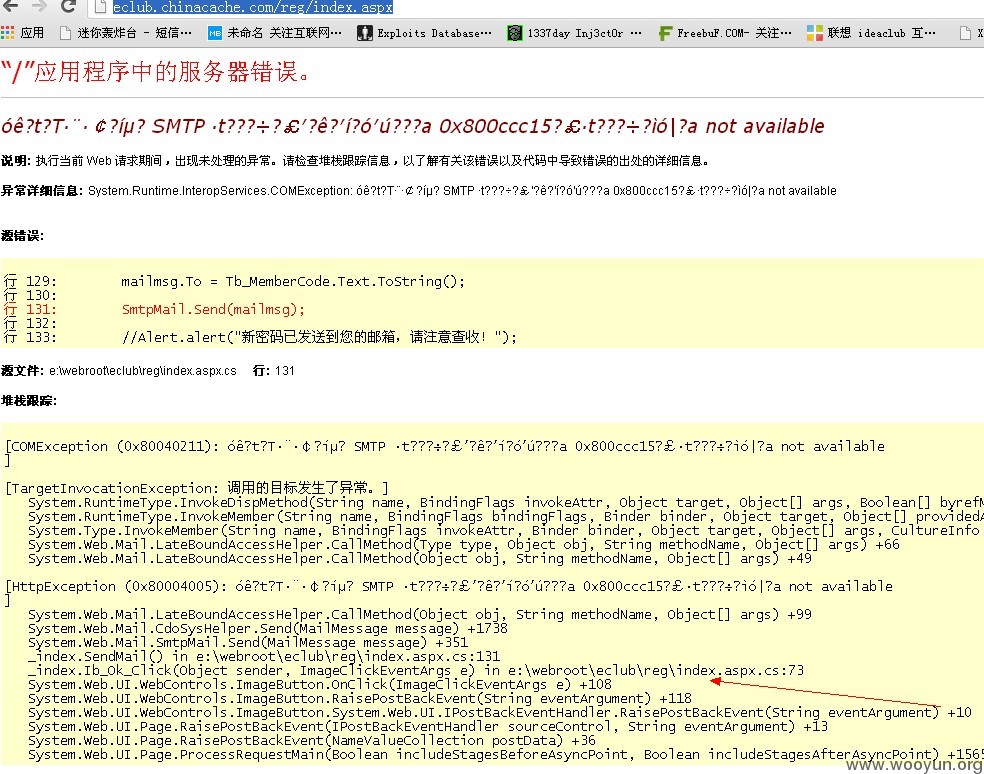 eclub.chinacache.com/reg/index.aspx
应用 迷你轰炸台 - 短信… MB 未命名 关注互联网… Exploits Database… 1337day Inj3ct0r … FreebuF.COM- 关注… 联想 ideaclub 互… X
“/”应用程序中的服务器错误。
SMTP 0x800ccc15 not available
说明: 执行当前 Web 请求期间，出现未处理的异常。请检查堆栈跟踪信息，以了解有关该错误以及代码中导致错误的出处的详细信息。
异常详细信息: System.Runtime.InteropServices.COMException: SMTP 0x800ccc15 not available
源错误:
行 129: mailmsg.To = Tb_MemberCode.Text.ToString();
行 130:
行 131: SmtpMail.Send(mailmsg);
行 132:
行 133: //Alert.alert("新密码已发送到您的邮箱，请注意查收！");
源文件: e:\webroot\eclub\reg\index.aspx.cs 行: 131
堆栈跟踪:
[COMException (0x80040211): SMTP 0x800ccc15 not available
]
[TargetInvocationException: 调用的目标发生了异常。]
System.RuntimeType.InvokeDispMethod(String name, BindingFlags invokeAttr, Object target, Object[] args, Boolean[] byrefM
System.RuntimeType.InvokeMember(String name, BindingFlags bindingFlags, Binder binder, Object target, Object[] providedA
System.Type.InvokeMember(String name, BindingFlags invokeAttr, Binder binder, Object target, Object[] args, CultureInfo
System.Web.Mail.LateBoundAccessHelper.CallMethod(Type type, Object obj, String methodName, Object[] args) +66
System.Web.Mail.LateBoundAccessHelper.CallMethod(Object obj, String methodName, Object[] args) +49
[HttpException (0x80004005): SMTP 0x800ccc15 not available
]
System.Web.Mail.LateBoundAccessHelper.CallMethod(Object obj, String methodName, Object[] args) +99
System.Web.Mail.CdoSysHelper.Send(MailMessage message) +1738
System.Web.Mail.SmtpMail.Send(MailMessage message) +351
_index.SendMail() in e:\webroot\eclub\reg\index.aspx.cs:131
_index.Ib_Ok_Click(Object sender, ImageClickEventArgs e) in e:\webroot\eclub\reg\index.aspx.cs:73
System.Web.UI.WebControls.ImageButton.OnClick(ImageClickEventArgs e) +108
System.Web.UI.WebControls.ImageButton.RaisePostBackEvent(String eventArgument) +118
System.Web.UI.WebControls.ImageButton.System.Web.UI.IPostBackEventHandler.RaisePostBackEvent(String eventArgument) +10
System.Web.UI.Page.RaisePostBackEvent(IPostBackEventHandler sourceControl, String eventArgument) +13
System.Web.UI.Page.RaisePostBackEvent(NameValueCollection postData) +36
System.Web.UI.Page.ProcessRequestMain(Boolean includeStagesBeforeAsyncPoint, Boolean includeStagesAfterAsyncPoint) +1565
www.wooyun.org